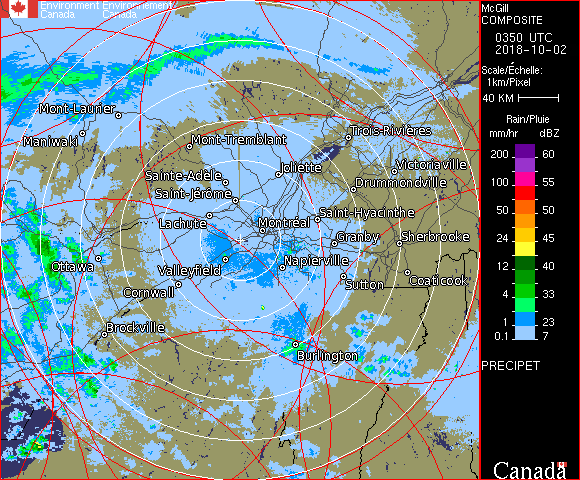 Environment Environnement
Canada Canada
Mont-Laurier
Maniwaki
Mont-Tremblant
Trois-Rivières
Sainte-Adèle
Joliette
Victoriaville
Saint-Jérôme
Drummondville
Lachute
Montréal
Saint-Hyacinthe
Granby
Sherbrooke
Ottawa
Valleyfield
Napierville
Cornwall
Sutton
Coaticook
Brockville
Burlington
McGill
COMPOSITE
0350 UTC
2018-10-02
Scale/Échelle:
1km/Pixel
40 KM
Rain/Pluie
mm/hr dBZ
200 60
100 55
50 50
24 45
12 40
4 33
1 23
0.1 7
PRECIPET
Canada